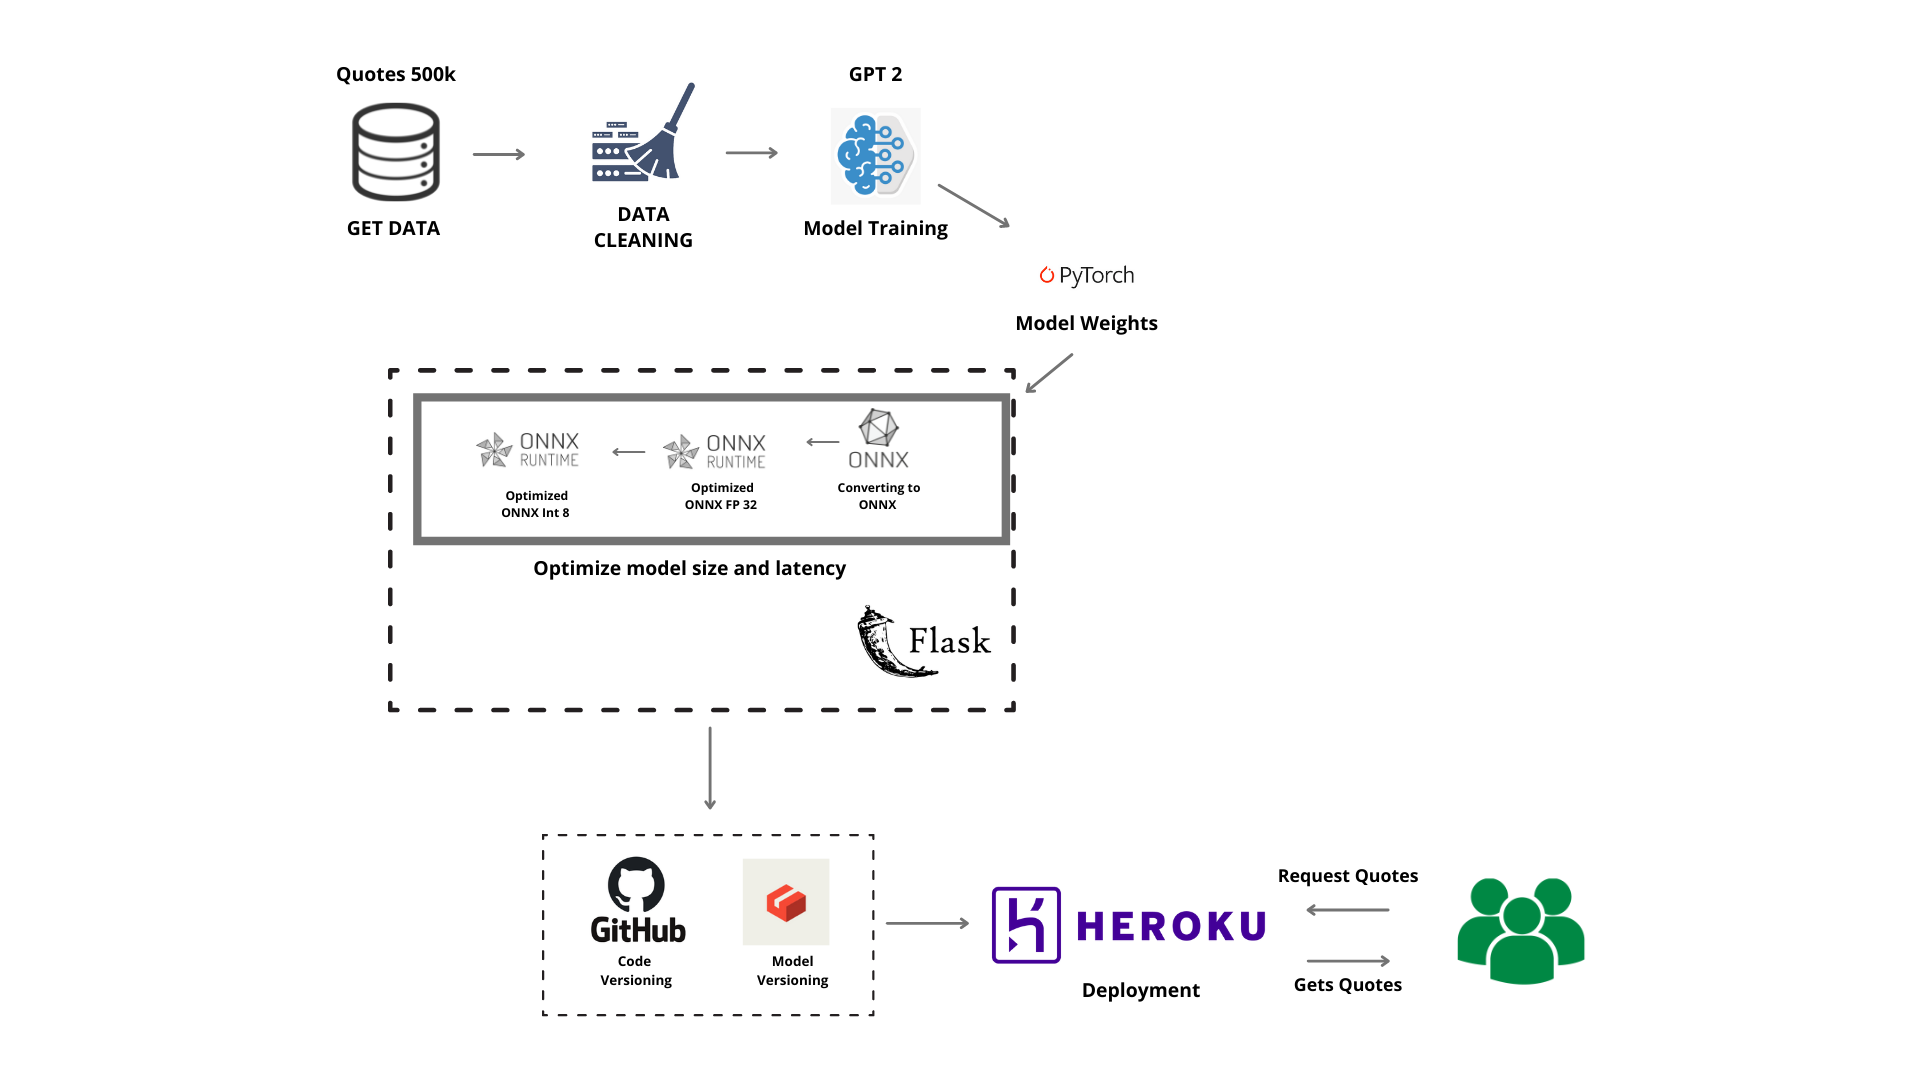 Quotes 500k
GET DATA
DATA
CLEANING
GPT 2
Model Training
PyTorch
Model Weights
ONNX
RUNTIME
Optimized
ONNX Int 8
ONNX
RUNTIME
Optimized
ONNX FP 32
ONNX
Converting to
ONNX
Optimize model size and latency
Flask
GitHub
Code
Versioning
Model
Versioning
HEROKU
Deployment
Request Quotes
Gets Quotes